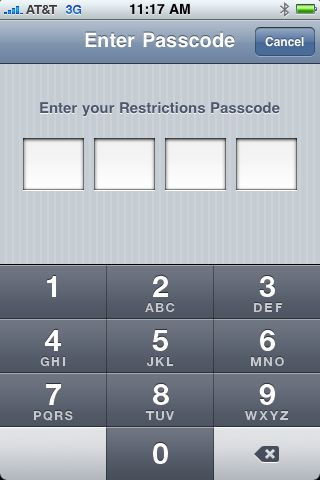 AT&T 3G 11:17 AM
Enter Passcode Cancel
Enter your Restrictions Passcode
1 2 3
ABC DEF
4 5 6
GHI JKL MNO
7 8 9
PQRS TUV WXYZ
0